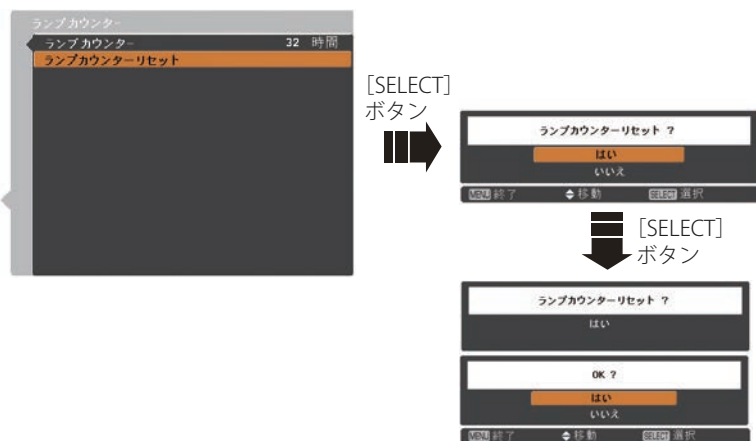 ランプカウンター
ランプカウンター 32 時間
ランプカウンターリセット
［SELECT］
ボタン
ランプカウンターリセット ?
はい
いいえ
MENU 終了 移動 SELECT 選択
［SELECT］
ボタン
ランプカウンターリセット ?
はい
OK ?
はい
いいえ
MENU 終了 移動 SELECT 選択